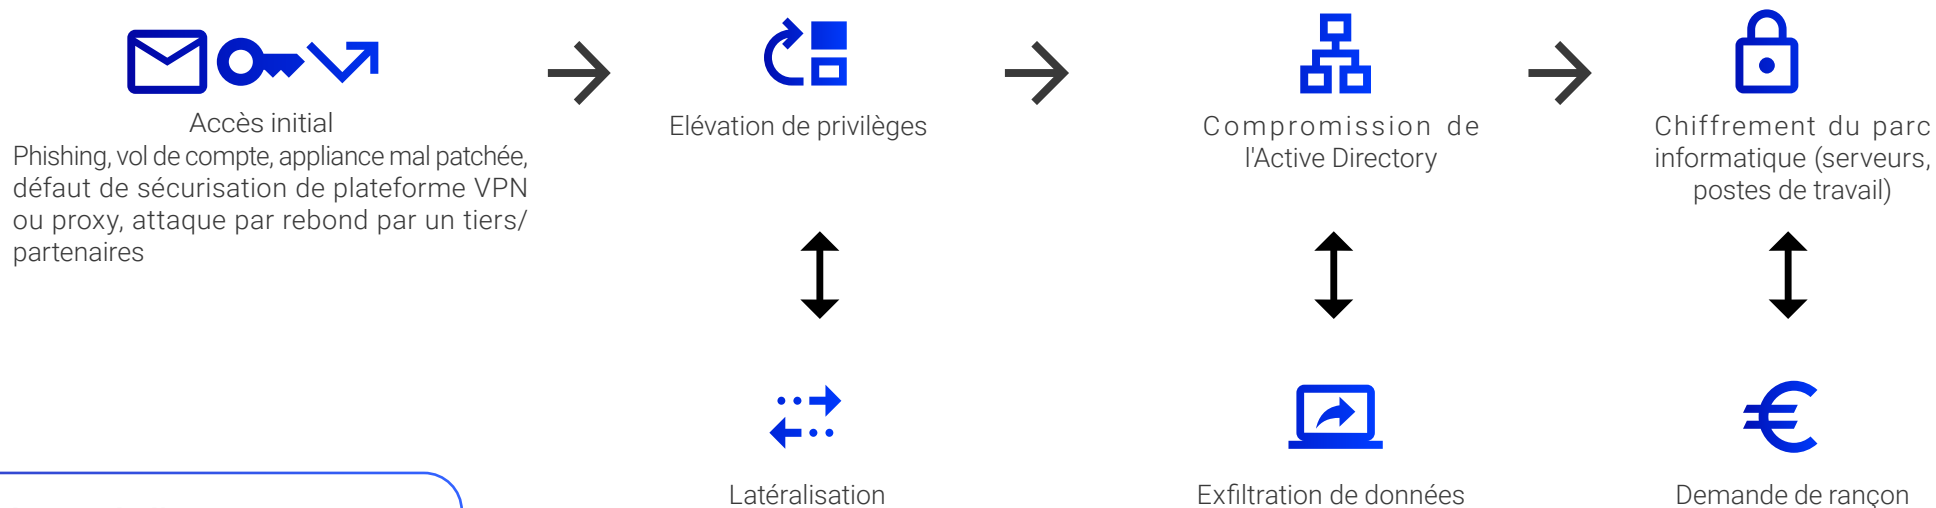 Accès initial
Phishing, vol de compte, appliance mal patchée,
défaut de sécurisation de plateforme VPN
ou proxy, attaque par rebond par un tiers/
partenaires
Elévation de privilèges
Compromission de
l'Active Directory
Chiffrement du parc
informatique (serveurs,
postes de travail)
Latéralisation
Exfiltration de données
Demande de rançon